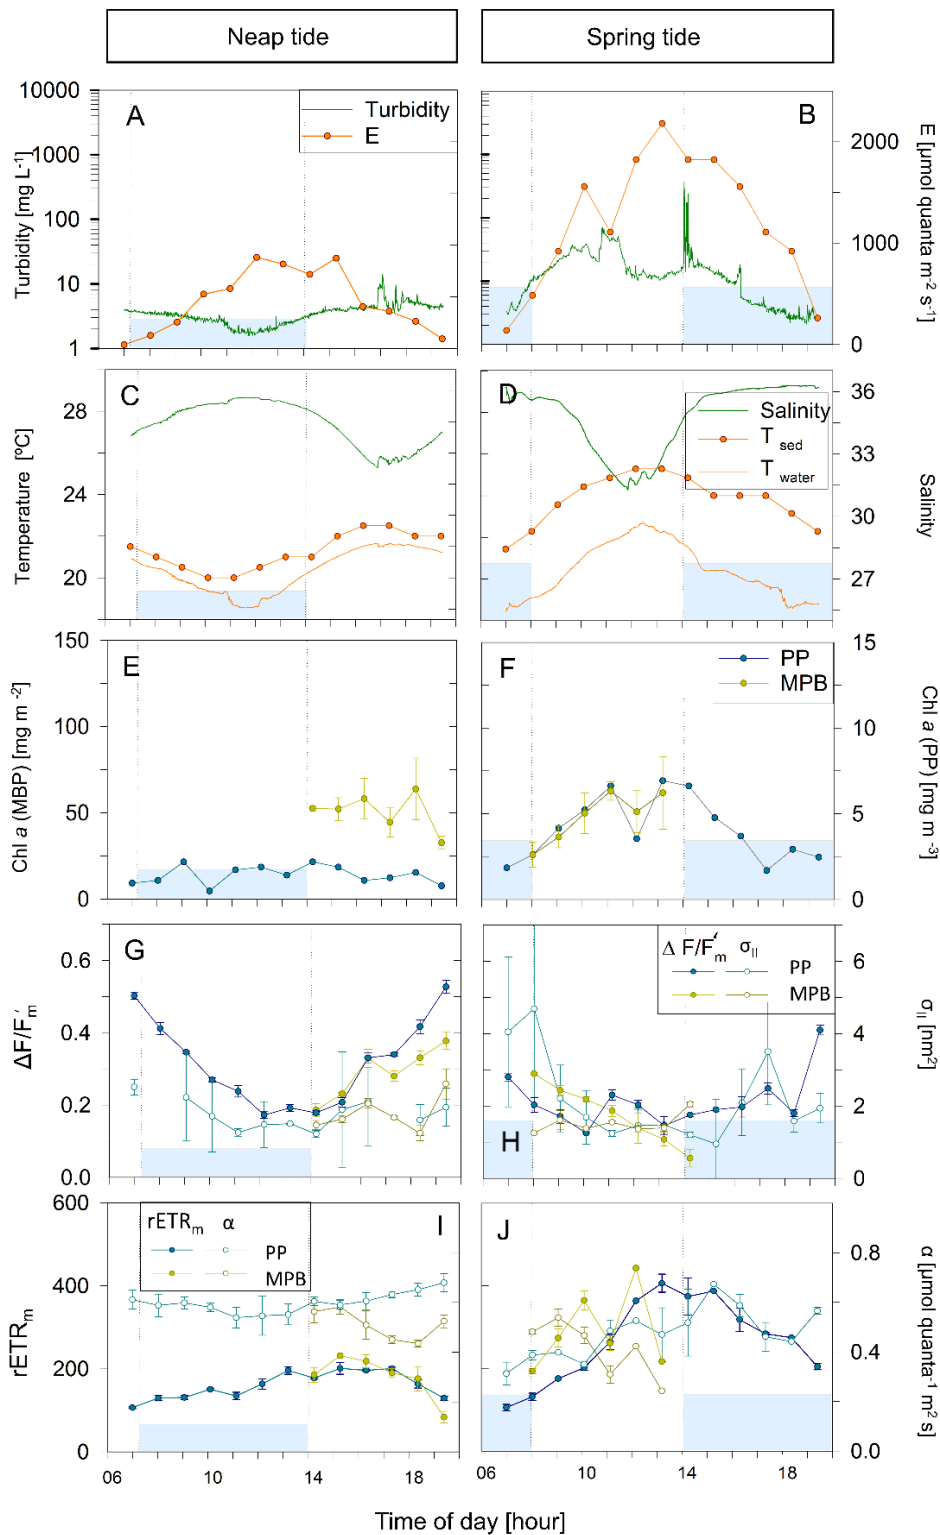 Neap tide
Spring tide
A
Turbidity
E
B
10000
1000
100
10
1
Turbidity [mg L-1]
2000
1000
0
E [µmol quanta m-2 s-1]
C
28
24
20
Temperature [ºC]
D
Salinity
T sed
T water
36
33
30
27
Salinity
E
150
100
50
0
Chl a (MBP) [mg m -2]
F
PP
MPB
15
10
5
0
Chl a (PP) [mg m -3]
G
0.6
0.4
0.2
0.0
ΔF/Fm′
H
Δ F/F′m σII
PP
MPB
6
4
2
0
σII [nm2]
I
rETRm α
PP
MPB
600
400
200
0
rETRm
J
0.8
0.4
0.0
α [µmol quanta-1 m2 s]
06 10 14 18
06 10 14 18
Time of day [hour]